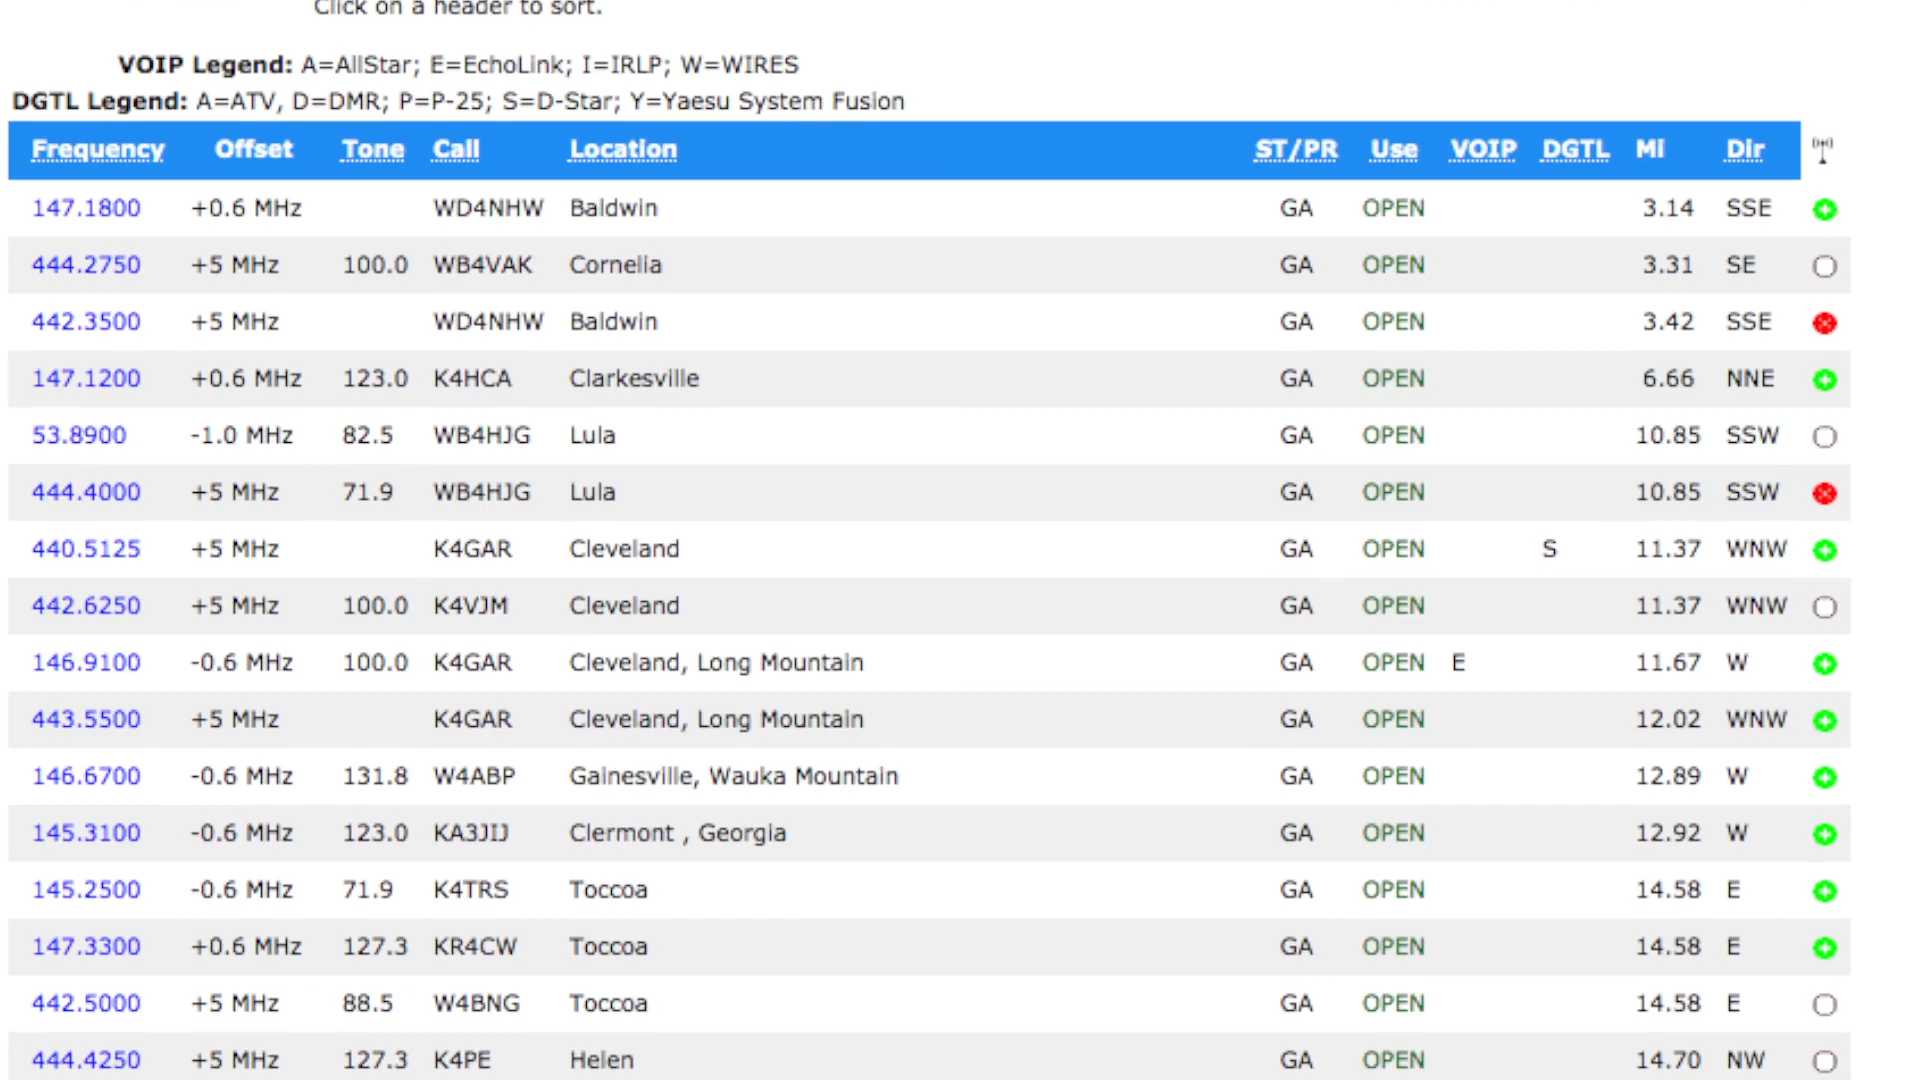 Click on a header to sort.
VOIP Legend: A=AllStar; E=EchoLink; I=IRLP; W=WIRES
DGTL Legend: A=ATV, D=DMR; P=P-25; S=D-Star; Y=Yaesu System Fusion
Frequency Offset Tone Call Location ST/PR Use VOIP DGTL Mi Dir
147.1800 +0.6 MHz WD4NHW Baldwin GA OPEN 3.14 SSE
444.2750 +5 MHz 100.0 WB4VAK Cornelia GA OPEN 3.31 SE
442.3500 +5 MHz WD4NHW Baldwin GA OPEN 3.42 SSE
147.1200 +0.6 MHz 123.0 K4HCA Clarkesville GA OPEN 6.66 NNE
53.8900 -1.0 MHz 82.5 WB4HJG Lula GA OPEN 10.85 SSW
444.4000 +5 MHz 71.9 WB4HJG Lula GA OPEN 10.85 SSW
440.5125 +5 MHz K4GAR Cleveland GA OPEN S 11.37 WNW
442.6250 +5 MHz 100.0 K4VJM Cleveland GA OPEN 11.37 WNW
146.9100 -0.6 MHz 100.0 K4GAR Cleveland, Long Mountain GA OPEN E 11.67 W
443.5500 +5 MHz K4GAR Cleveland, Long Mountain GA OPEN 12.02 WNW
146.6700 -0.6 MHz 131.8 W4ABP Gainesville, Wauka Mountain GA OPEN 12.89 W
145.3100 -0.6 MHz 123.0 KA3JIJ Clermont , Georgia GA OPEN 12.92 W
145.2500 -0.6 MHz 71.9 K4TRS Toccoa GA OPEN 14.58 E
147.3300 +0.6 MHz 127.3 KR4CW Toccoa GA OPEN 14.58 E
442.5000 +5 MHz 88.5 W4BNG Toccoa GA OPEN 14.58 E
444.4250 +5 MHz 127.3 K4PE Helen GA OPEN 14.70 NW